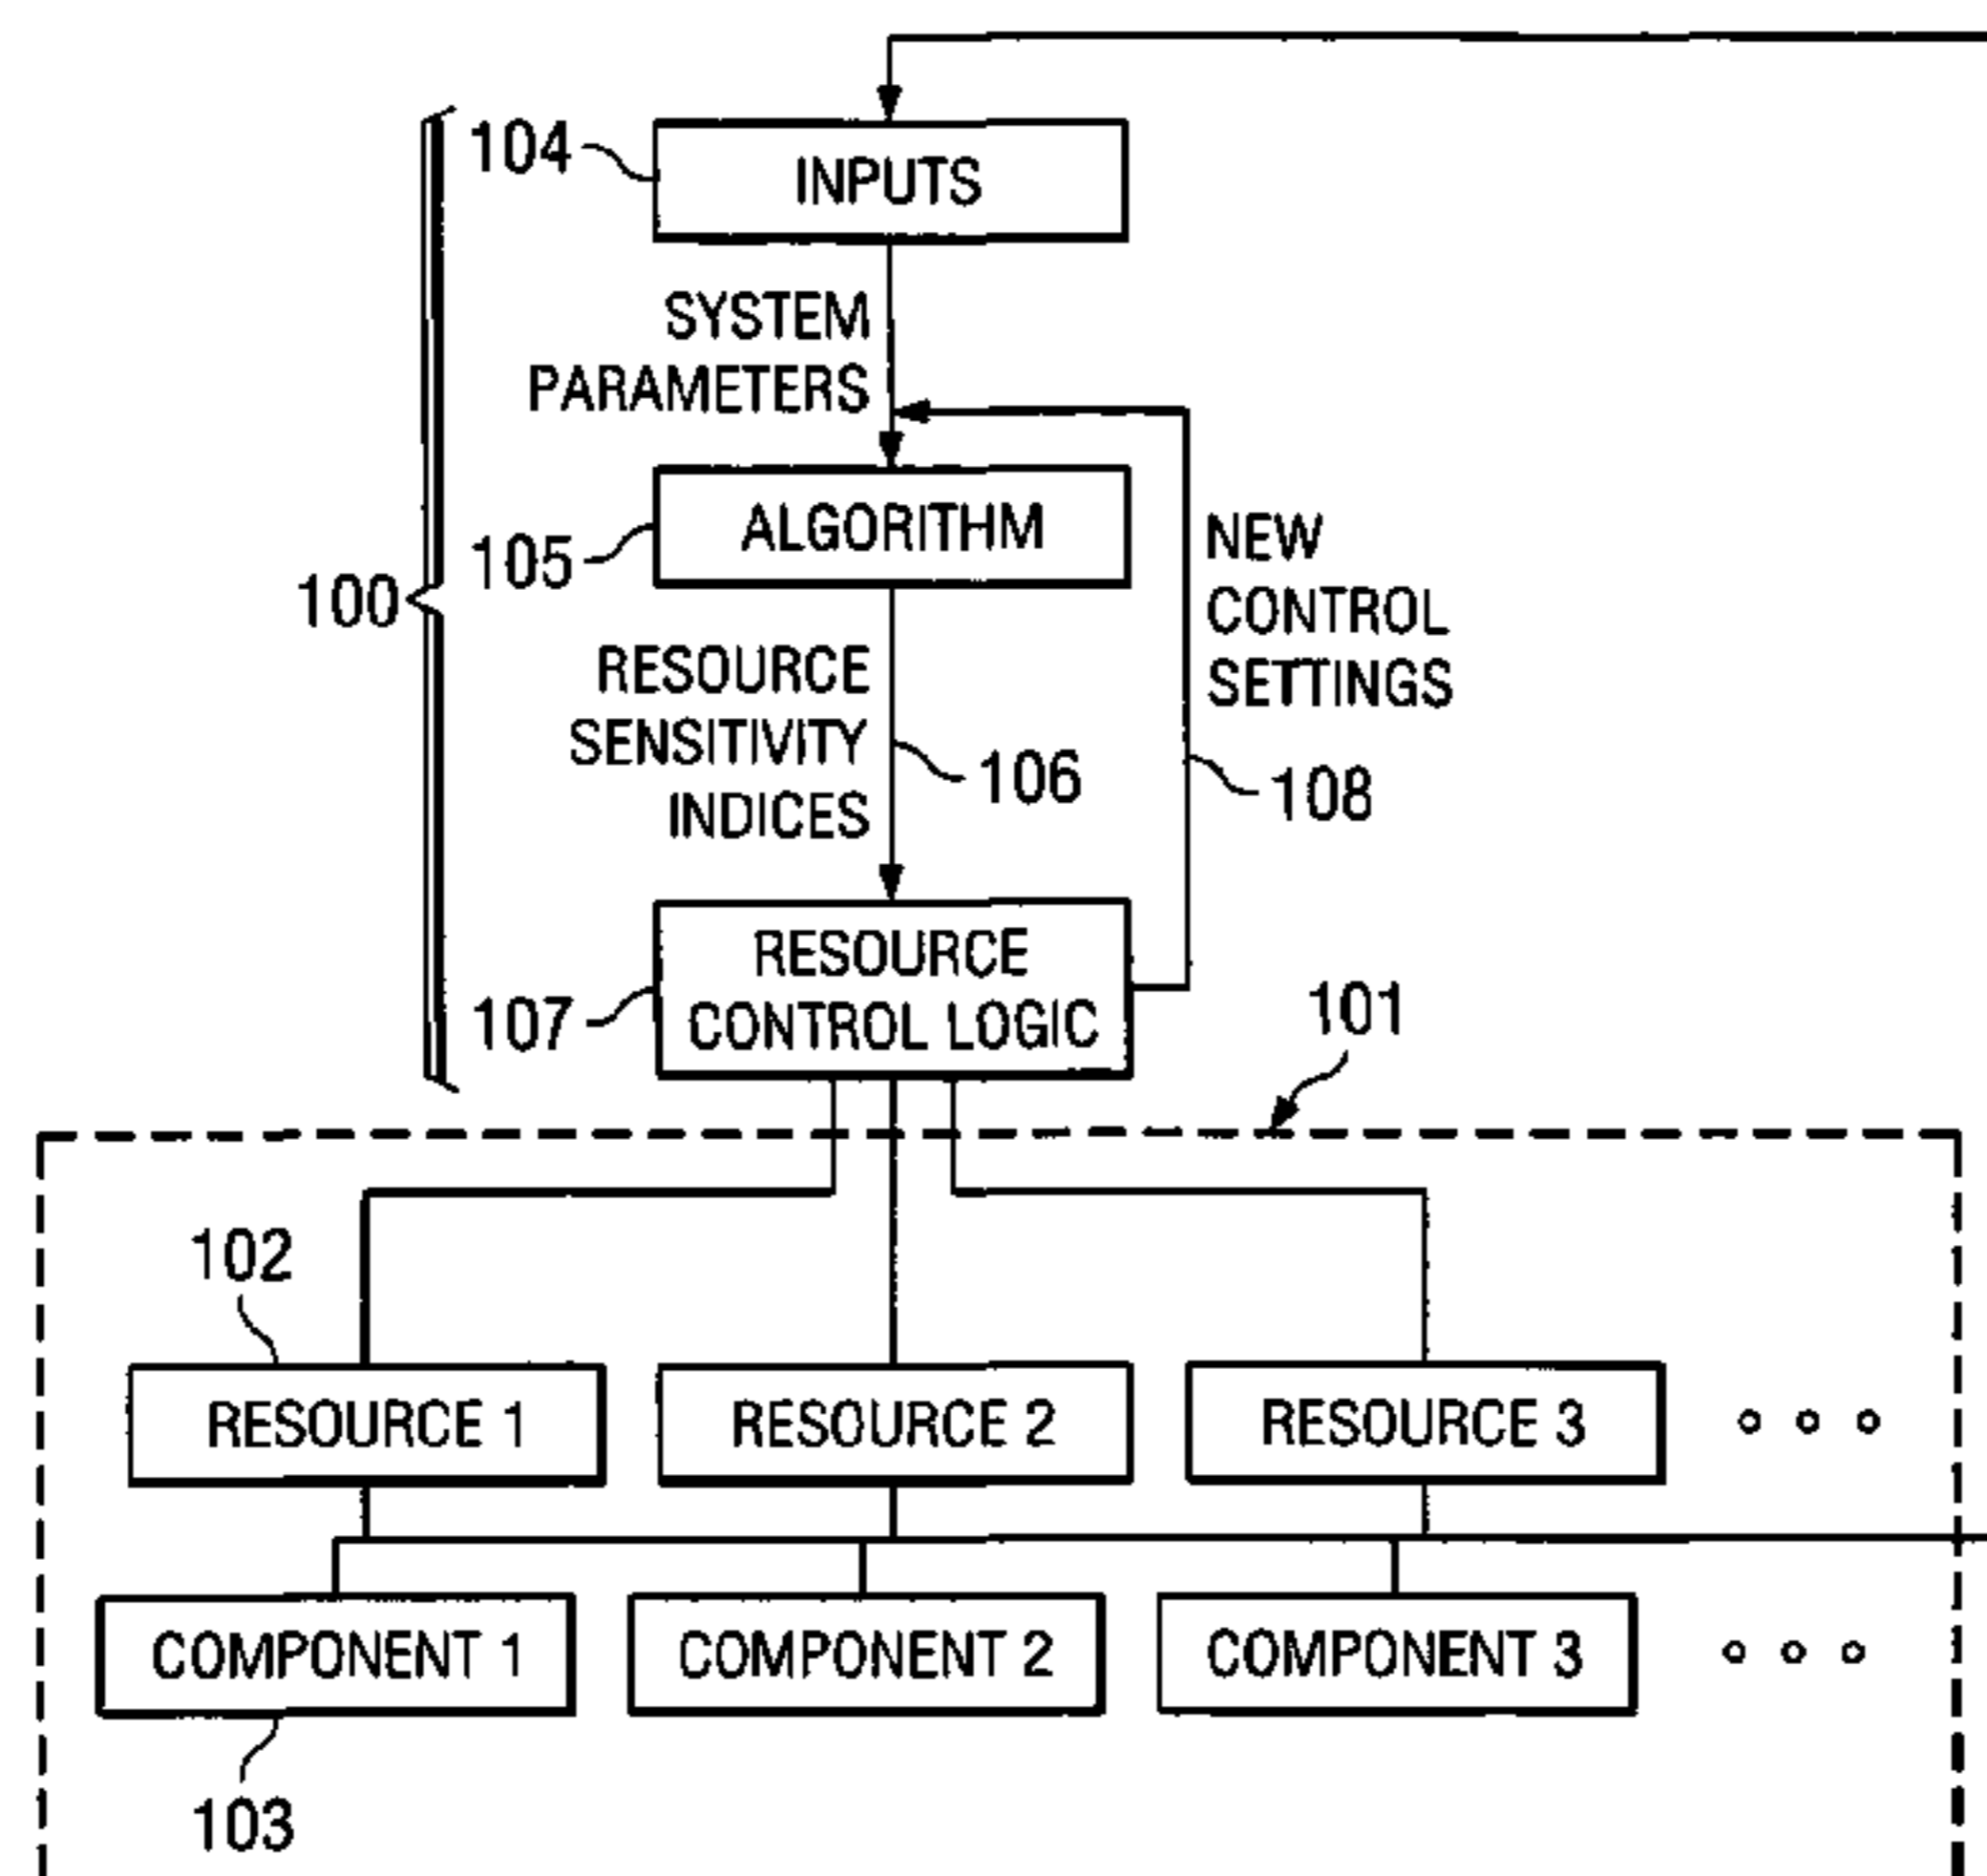 104
INPUTS
SYSTEM
PARAMETERS
ALGORITHM
105
100
NEW
CONTROL
SETTINGS
RESOURCE
SENSITIVITY
INDICES
106
108
RESOURCE
CONTROL LOGIC
107
101
102
RESOURCE 1
RESOURCE 2
RESOURCE 3
COMPONENT 1
COMPONENT 2
COMPONENT 3
103